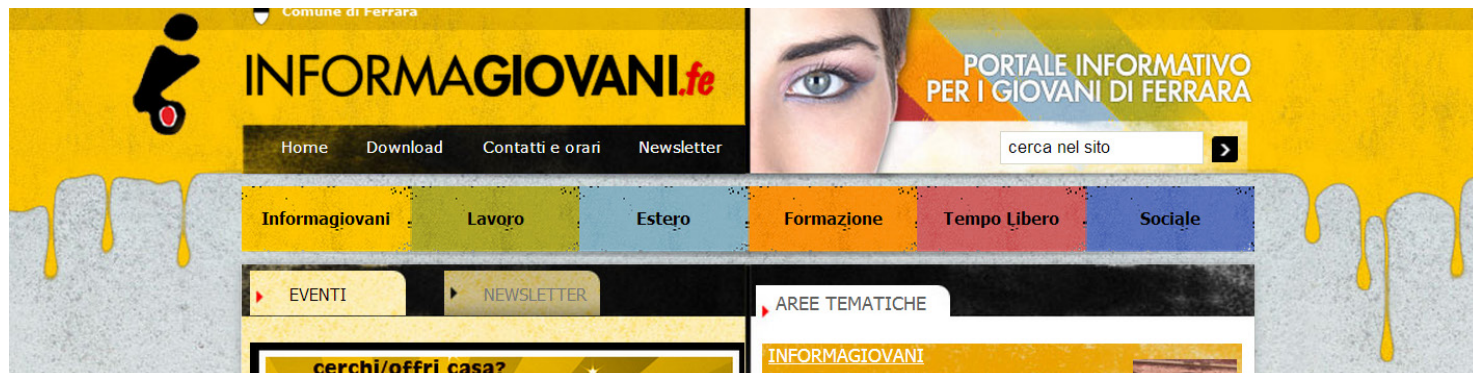 Comune di Ferrara
INFORMAGIOVANI.fe
PORTALE INFORMATIVO
PER I GIOVANI DI FERRARA
Home Download Contatti e orari Newsletter
cerca nel sito
Informagiovani Lavoro Estero Formazione Tempo Libero Sociale
EVENTI NEWSLETTER
AREE TEMATICHE
cerchi/offri casa?
INFORMAGIOVANI